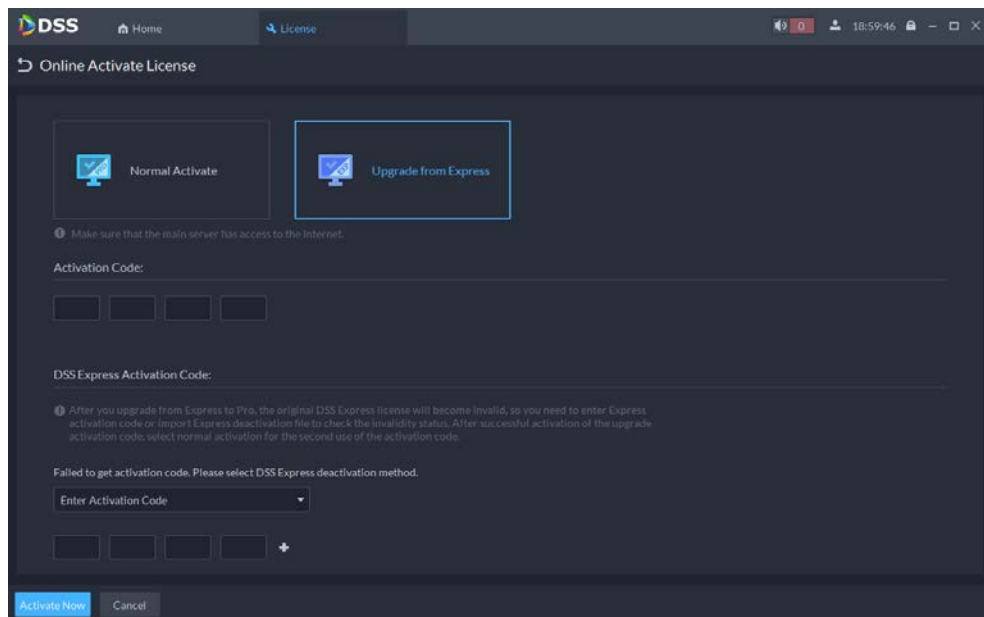 DSS Home License 0 18:59:46
Online Activate License
Normal Activate Upgrade from Express
Make sure that the main server has access to the Internet.
Activation Code:
DSS Express Activation Code:
After you upgrade from Express to Pro, the original DSS Express license will become invalid, so you need to enter Express
activation code or import Express deactivation file to check the invalidity status. After successful activation of the upgrade
activation code, select normal activation for the second use of the activation code.
Failed to get activation code. Please select DSS Express deactivation method.
Enter Activation Code
Activate Now Cancel